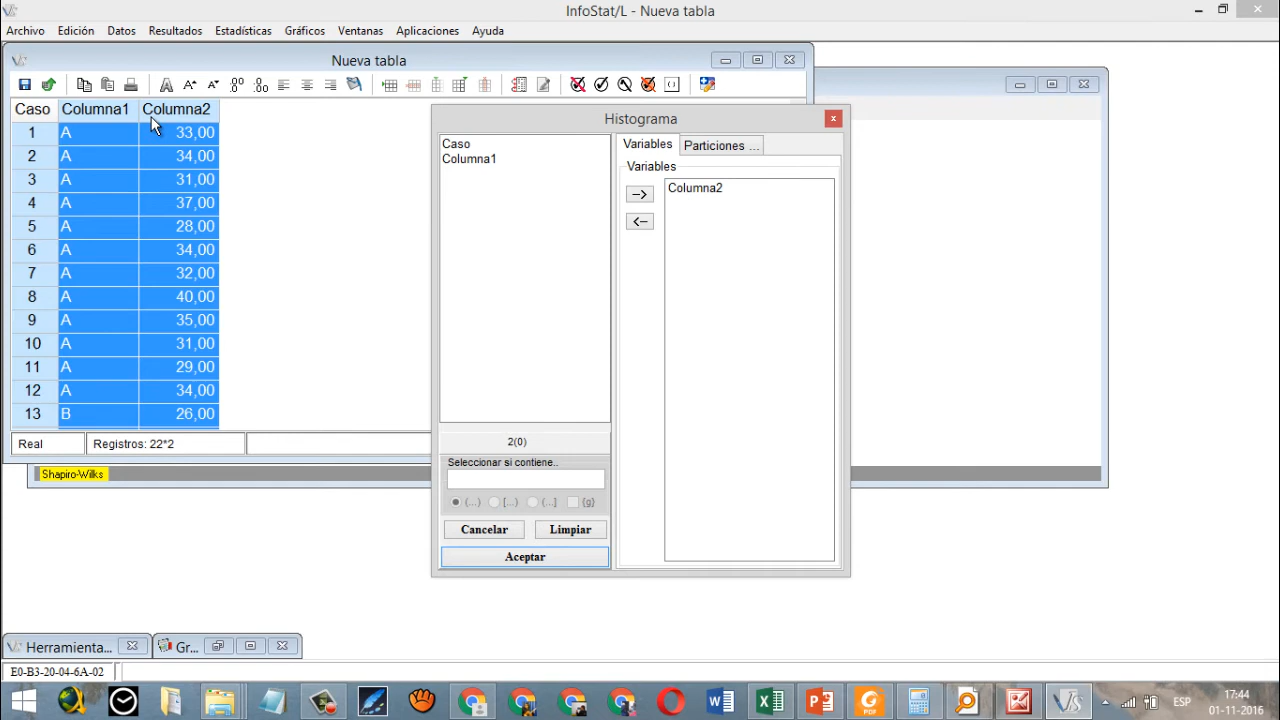 InfoStat/L - Nueva tabla
Archivo Edición Datos Resultados Estadísticas Gráficos Ventanas Aplicaciones Ayuda
Nueva tabla
Caso Columna1 Columna2
1 A 33,00
2 A 34,00
3 A 31,00
4 A 37,00
5 A 28,00
6 A 34,00
7 A 32,00
8 A 40,00
9 A 35,00
10 A 31,00
11 A 29,00
12 A 34,00
13 B 26,00
Real Registros: 22*2
Shapiro-Wilks
Histograma
Caso
Columna1
2(0)
Seleccionar si contiene..
(...) [...) (...] {g}
Cancelar Limpiar
Aceptar
Variables Particiones ...
Variables
-->
<--
Columna2
Herramienta... Gr...
E0-B3-20-04-6A-02
ESP
17:44
01-11-2016